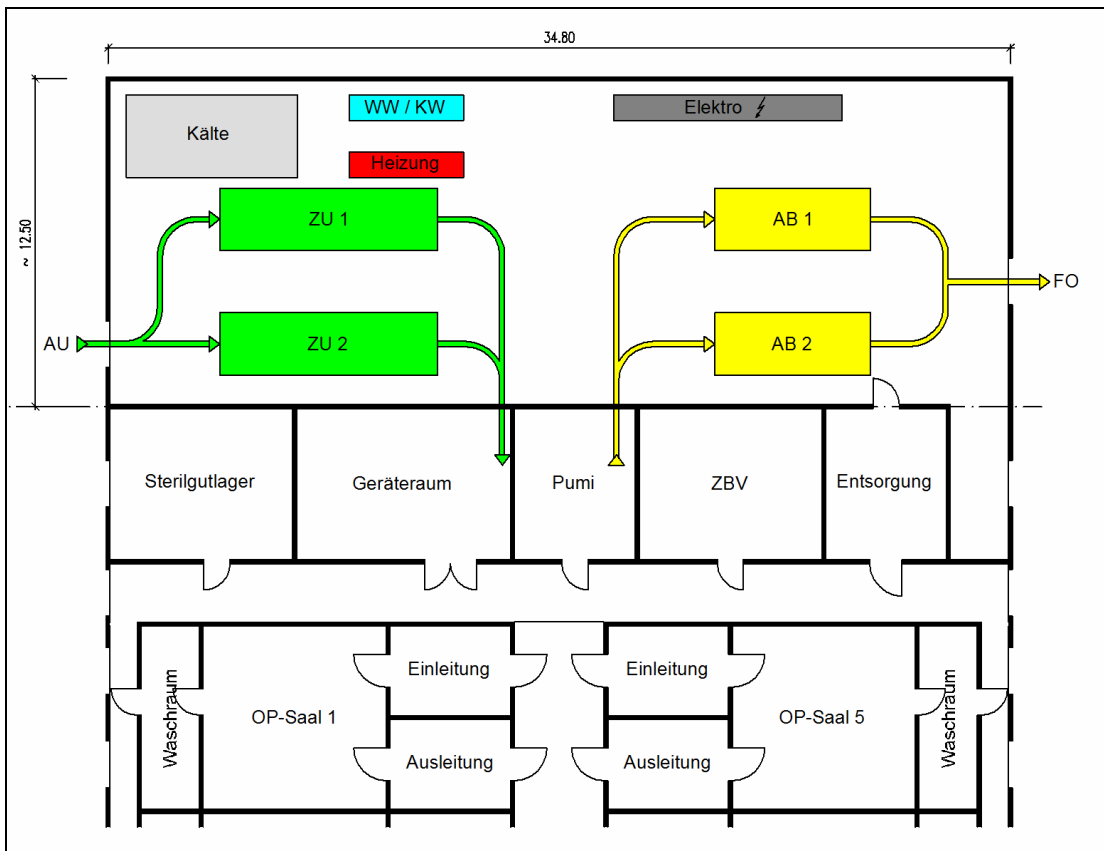 34.80
~ 12.50
Kälte
WW / KW
Elektro
Heizung
ZU 1
AB 1
FO
AU
ZU 2
AB 2
Sterilgutlager
Geräteraum
Pumi
ZBV
Entsorgung
Waschraum
OP-Saal 1
Einleitung
Einleitung
OP-Saal 5
Waschraum
Ausleitung
Ausleitung